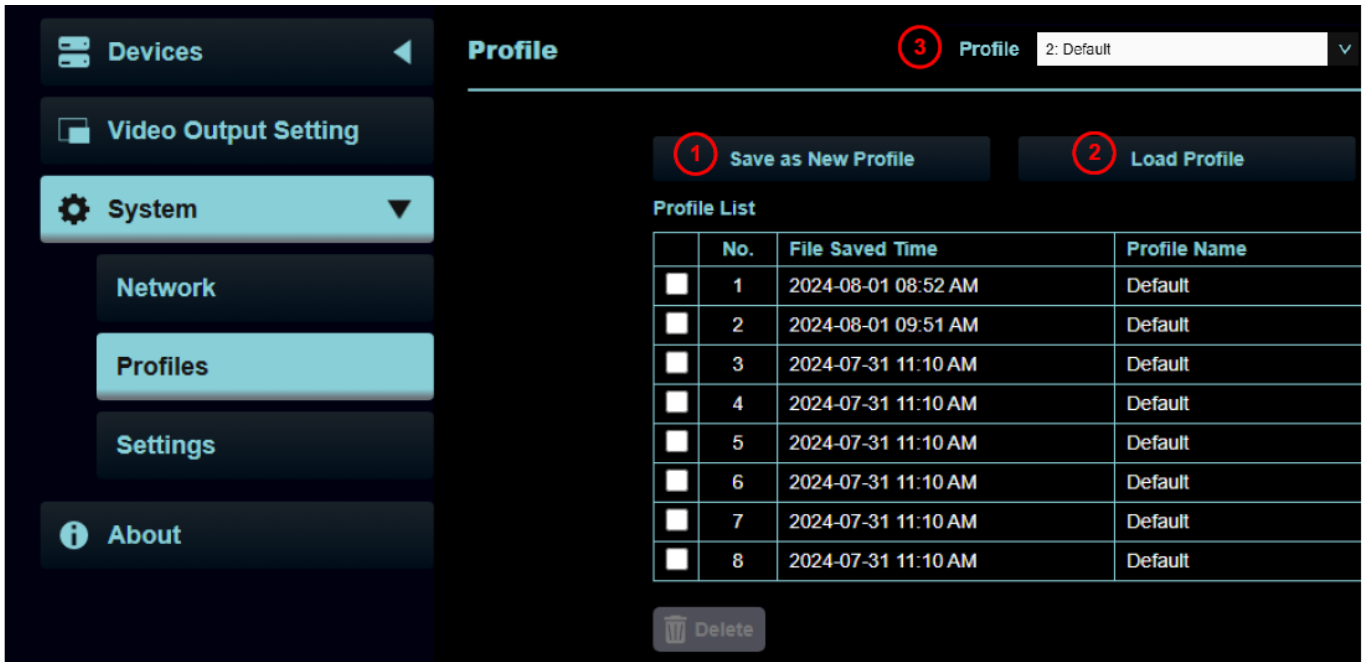 Devices
Video Output Setting
System
Network
Profiles
Settings
About
Profile
3 Profile 2: Default
1 Save as New Profile 2 Load Profile
Profile List
No. File Saved Time Profile Name
1 2024-08-01 08:52 AM Default
2 2024-08-01 09:51 AM Default
3 2024-07-31 11:10 AM Default
4 2024-07-31 11:10 AM Default
5 2024-07-31 11:10 AM Default
6 2024-07-31 11:10 AM Default
7 2024-07-31 11:10 AM Default
8 2024-07-31 11:10 AM Default
Delete